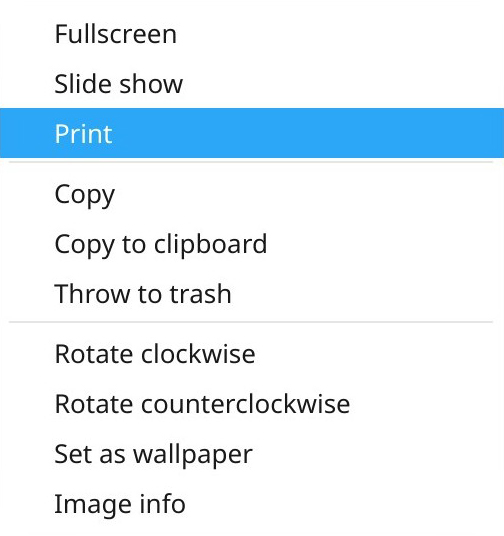 Fullscreen
Slide show
Print
Copy
Copy to clipboard
Throw to trash
Rotate clockwise
Rotate counterclockwise
Set as wallpaper
Image info